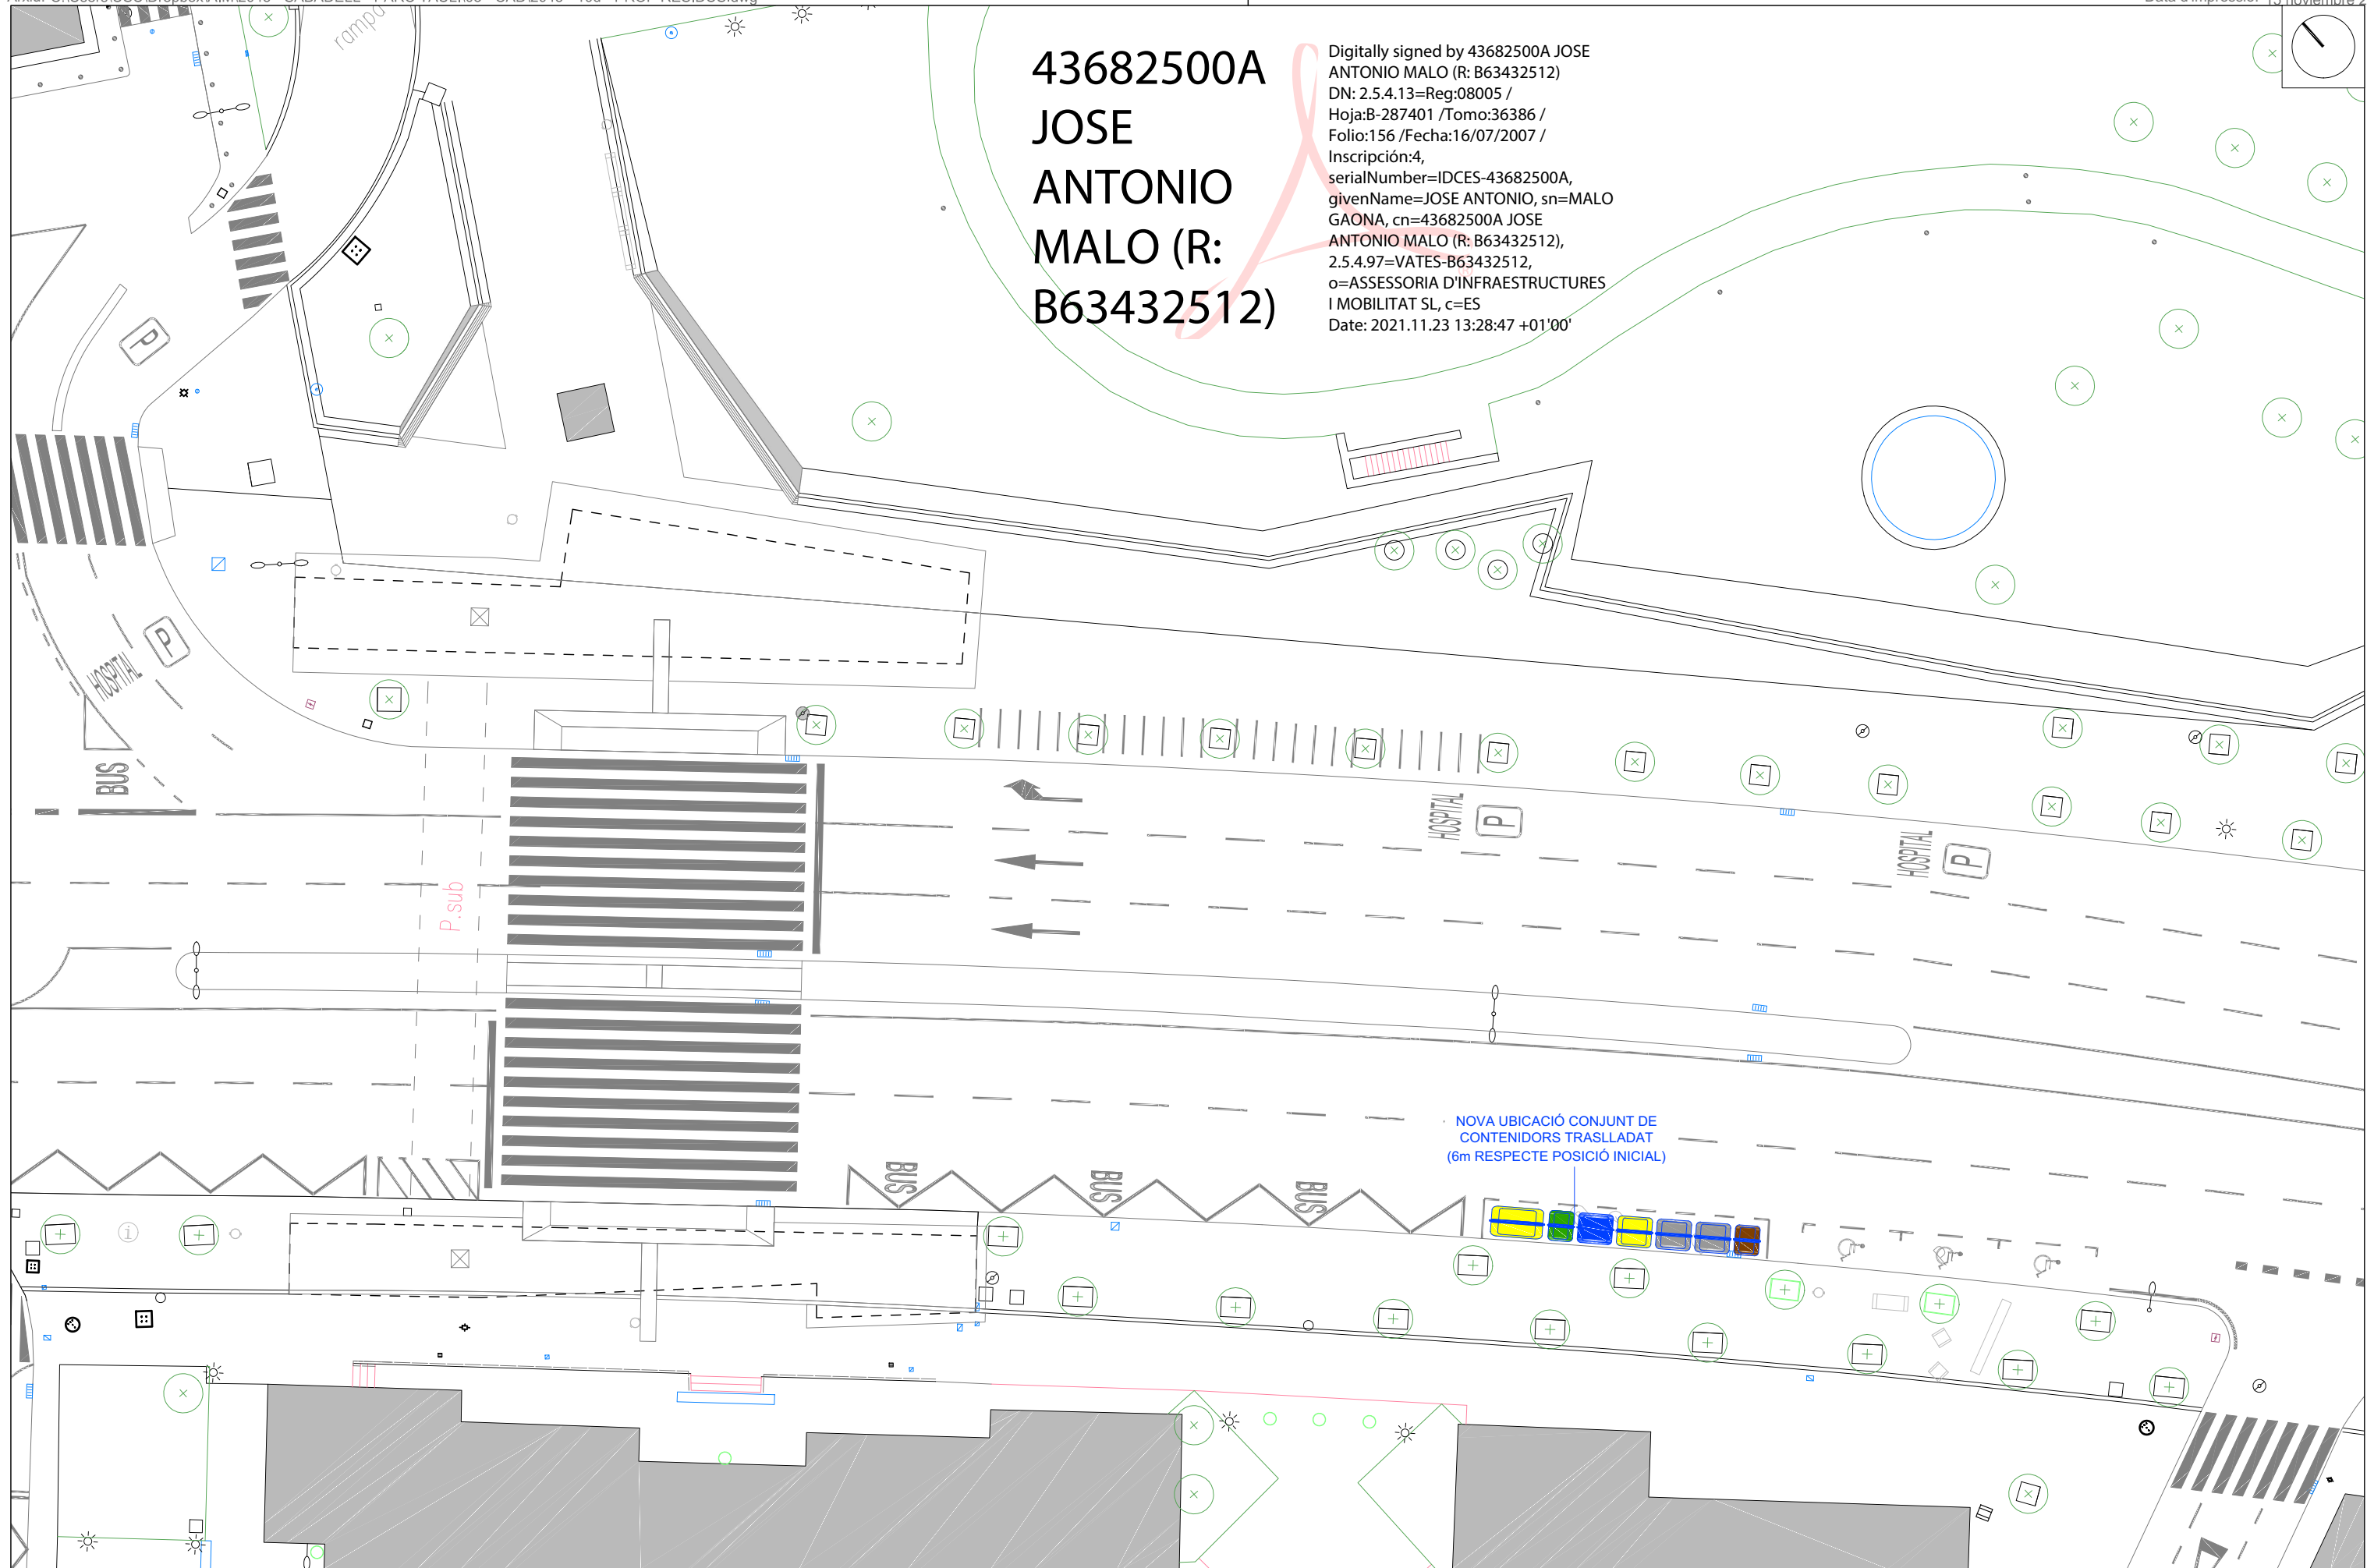 rampa
43682500A
JOSE
ANTONIO
MALO (R:
B63432512)
Digitally signed by 43682500A JOSE
ANTONIO MALO (R: B63432512)
DN: 2.5.4.13=Reg:08005 /
Hoja:B-287401 /Tomo:36386 /
Folio:156 /Fecha:16/07/2007 /
Inscripción:4,
serialNumber=IDCES-43682500A,
givenName=JOSE ANTONIO, sn=MALO
GAONA, cn=43682500A JOSE
ANTONIO MALO (R: B63432512),
2.5.4.97=VATES-B63432512,
o=ASSESSORIA D'INFRAESTRUCTURES
I MOBILITAT SL, c=ES
Date: 2021.11.23 13:28:47 +01'00'
P
P
HOSPITAL
BUS
HOSPITAL
P
HOSPITAL
P
P.sub
NOVA UBICACIÓ CONJUNT DE
CONTENIDORS TRASLLADAT
(6m RESPECTE POSICIÓ INICIAL)
BUS
BUS
BUS
i